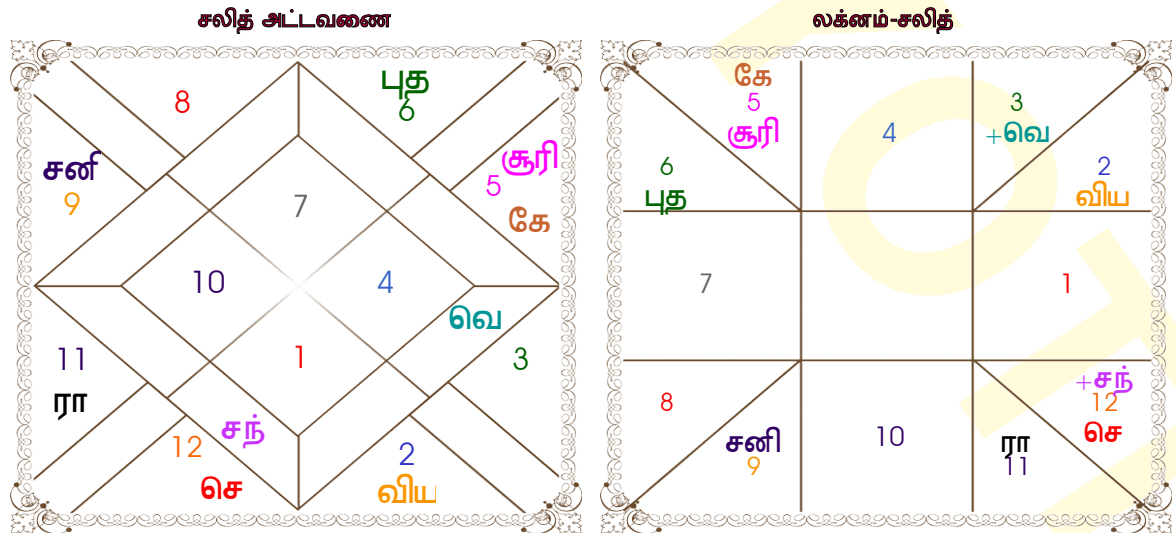 சலித் அட்டவணை
8
புத
6
சூரி
5
கே
சனி
9
7
10
4
வெ
11
ரா
1
3
சந்
12
செ
2
விய
லக்னம்-சலித்
கே
5
சூரி
4
3
+வெ
6
புத
2
விய
7
1
8
சனி
9
10
ரா
11
+சந்
12
செ